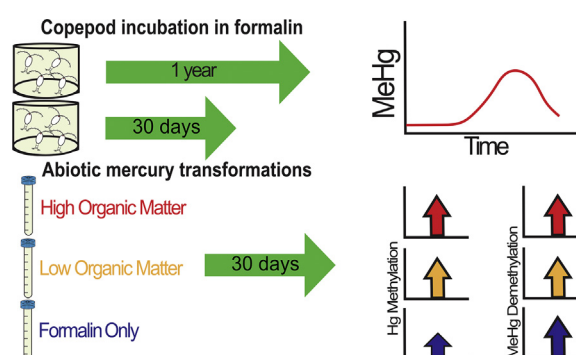 Copepod incubation in formalin
1 year
30 days
MeHg
Time
Abiotic mercury transformations
High Organic Matter
Low Organic Matter
Formalin Only
30 days
Hg Methylation
MeHg Demethylation